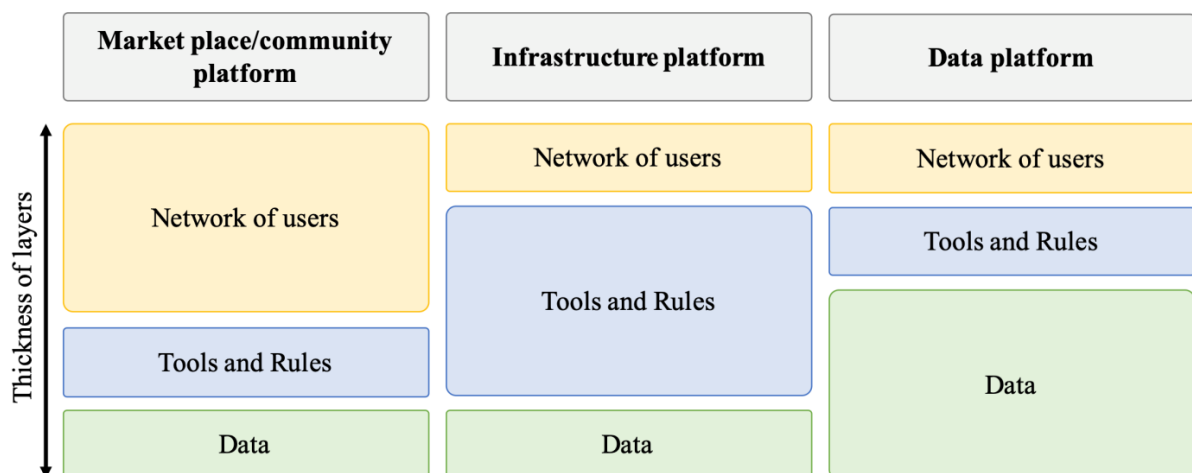 Market place/community
platform
Infrastructure platform
Data platform
Thickness of layers
Network of users
Tools and Rules
Data
Network of users
Tools and Rules
Data
Network of users
Tools and Rules
Data